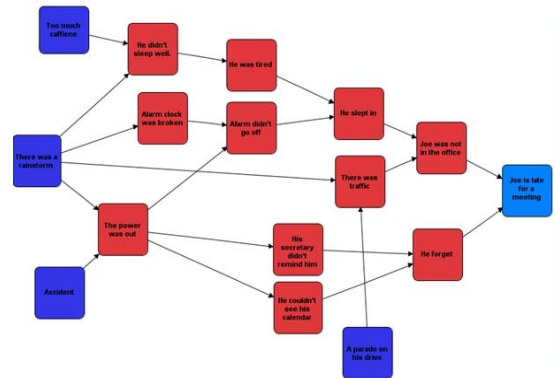 Too much
caffiene
He didn't
sleep well.
He was tired
Alarm clock
was broken
Alarm didn't
go off
He slept in
There was a
rainstorm
Joe was not
in the office
There was
traffic
Joe is late
for a
meeting
The power
was out
His
secretary
didn't
remind him
He forget
Accident
He couldn't
see his
calendar
A parade on
his drive